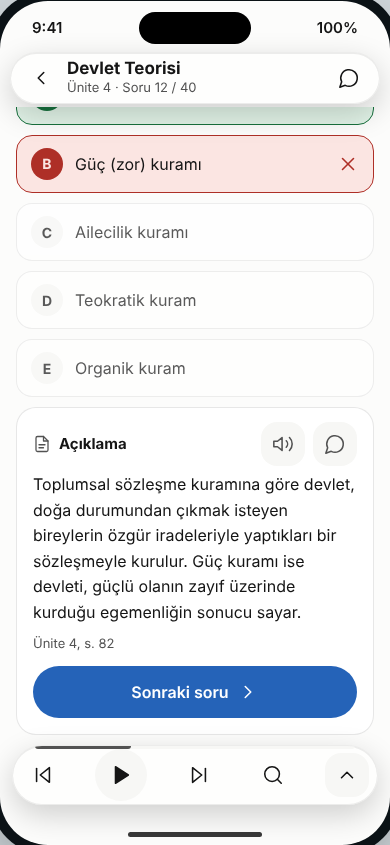 9:41
100%
Devlet Teorisi
Ünite 4 · Soru 12 / 40
B
Güç (zor) kuramı
C
Ailecilik kuramı
D
Teokratik kuram
E
Organik kuram
Açıklama
Toplumsal sözleşme kuramına göre devlet,
doğa durumundan çıkmak isteyen
bireylerin özgür iradeleriyle yaptıkları bir
sözleşmeyle kurulur. Güç kuramı ise
devleti, güçlü olanın zayıf üzerinde
kurduğu egemenliğin sonucu sayar.
Ünite 4, s. 82
Sonraki soru